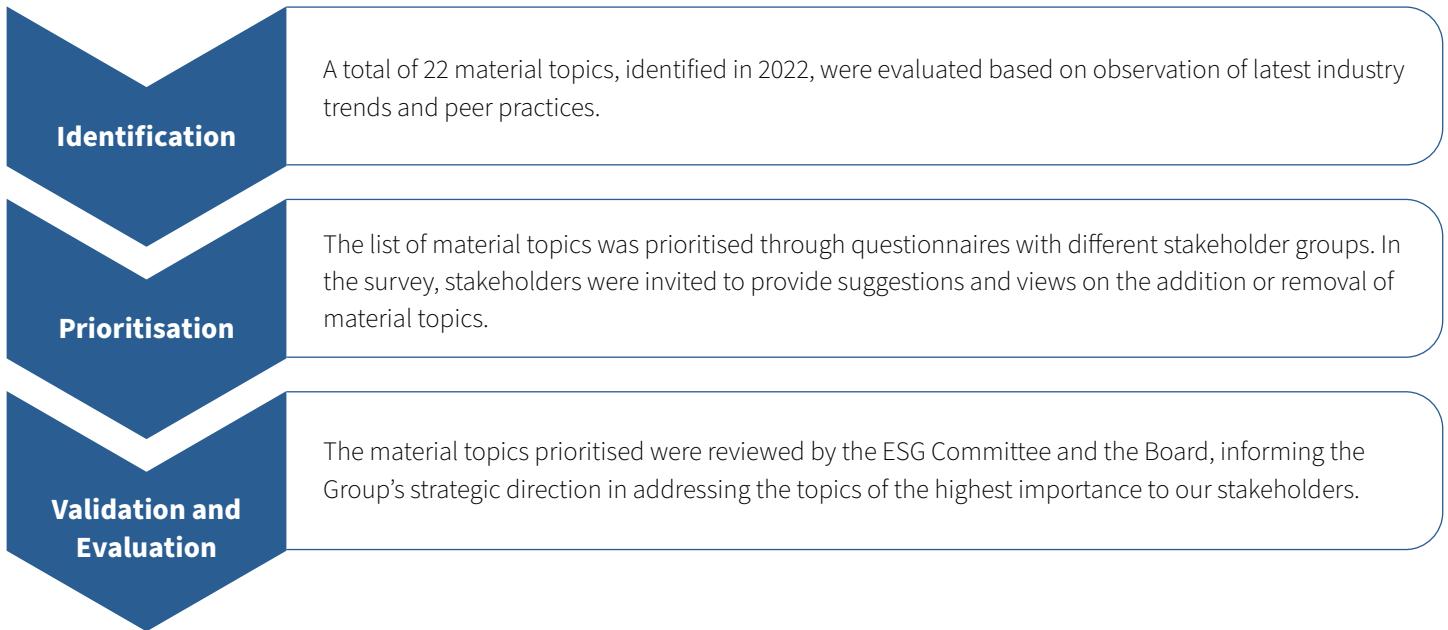 Identification
A total of 22 material topics, identified in 2022, were evaluated based on observation of latest industry
trends and peer practices.
Prioritisation
The list of material topics was prioritised through questionnaires with different stakeholder groups. In
the survey, stakeholders were invited to provide suggestions and views on the addition or removal of
material topics.
Validation and
Evaluation
The material topics prioritised were reviewed by the ESG Committee and the Board, informing the
Group’s strategic direction in addressing the topics of the highest importance to our stakeholders.